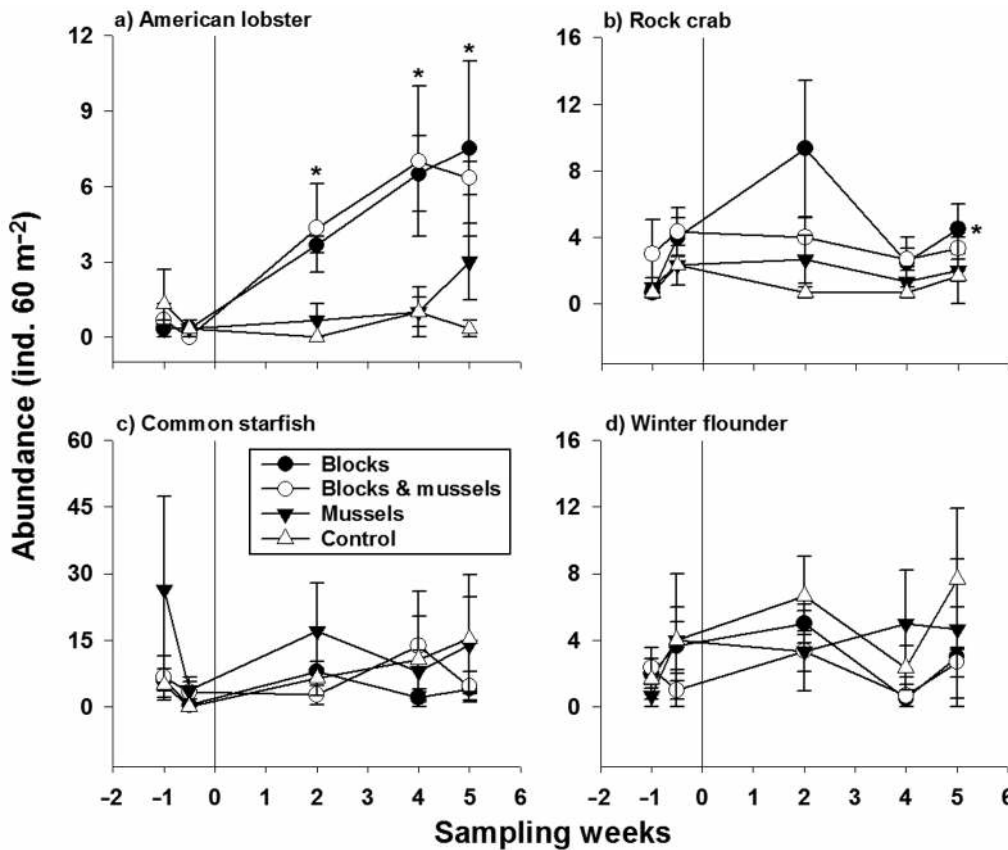 a) American lobster
12
9
6
3
0
*
*
*
b) Rock crab
16
12
8
4
0
*
c) Common starfish
60
45
30
15
0
Blocks
Blocks & mussels
Mussels
Control
−2 −1 0 1 2 3 4 5 6
d) Winter flounder
16
12
8
4
0
−2 −1 0 1 2 3 4 5 6
Abundance (ind. 60 m−2)
Sampling weeks